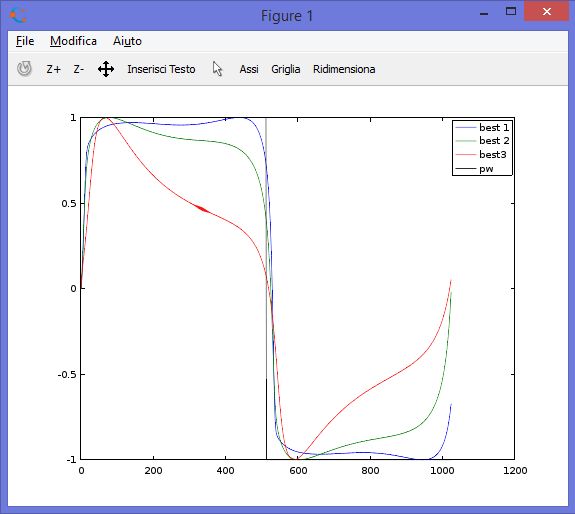 Figure 1
File Modifica Aiuto
Z+ Z- Inserisci Testo Assi Griglia Ridimensiona
1
best 1
best 2
best3
pw
0.5
0
-0.5
-1
0 200 400 600 800 1000 1200